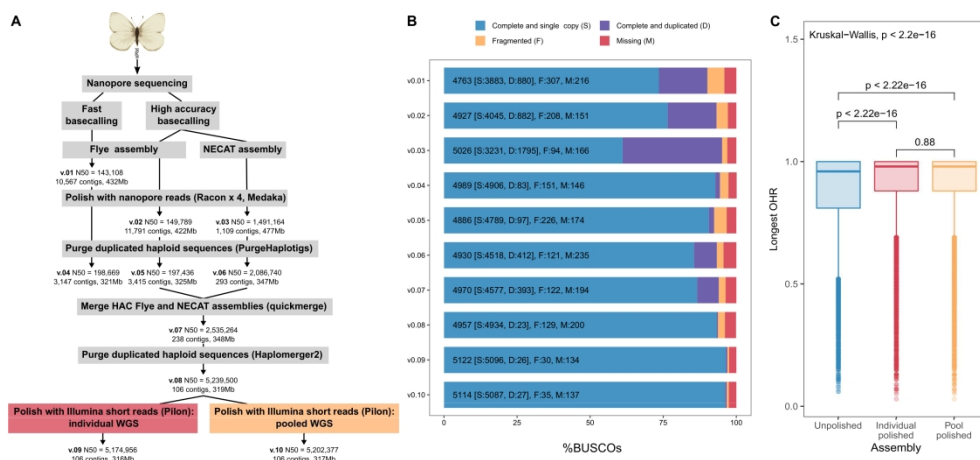 A
Nanopore sequencing
Fast
basecalling
High accuracy
basecalling
Flye assembly
NECAT assembly
v.01 N50 = 143,108
10,567 contigs, 432Mb
Polish with nanopore reads (Racon x 4, Medaka)
v.02 N50 = 149,789
11,791 contigs, 422Mb
v.03 N50 = 1,491,164
1,109 contigs, 477Mb
Purge duplicated haploid sequences (PurgeHaplotigs)
v.04 N50 = 198,669
3,147 contigs, 321Mb
v.05 N50 = 197,436
3,415 contigs, 325Mb
v.06 N50 = 2,086,740
293 contigs, 347Mb
Merge HAC Flye and NECAT assemblies (quickmerge)
v.07 N50 = 2,535,264
238 contigs, 348Mb
Purge duplicated haploid sequences (Haplomerger2)
v.08 N50 = 5,239,500
106 contigs, 319Mb
Polish with Illumina short reads (Pilon):
individual WGS
Polish with Illumina short reads (Pilon):
pooled WGS
v.09 N50 = 5,174,956
106 contigs, 316Mb
v.10 N50 = 5,202,377
106 contigs, 317Mb
B
Complete and single copy (S)
Complete and duplicated (D)
Fragmented (F)
Missing (M)
v0.01
4763 [S:3883, D:880], F:307, M:216
v0.02
4927 [S:4045, D:882], F:208, M:151
v0.03
5026 [S:3231, D:1795], F:94, M:166
v0.04
4989 [S:4906, D:83], F:151, M:146
v0.05
4886 [S:4789, D:97], F:226, M:174
v0.06
4930 [S:4518, D:412], F:121, M:235
v0.07
4970 [S:4577, D:393], F:122, M:194
v0.08
4957 [S:4934, D:23], F:129, M:200
v0.09
5122 [S:5096, D:26], F:30, M:134
v0.10
5114 [S:5087, D:27], F:35, M:137
0 25 50 75 100
%BUSCOs
C
1.5
Kruskal−Wallis, p < 2.2e−16
p < 2.22e−16
p < 2.22e−16
0.88
1.0
Longest OHR
0.5
0.0
Unpolished
Individual
polished
Pool
polished
Assembly